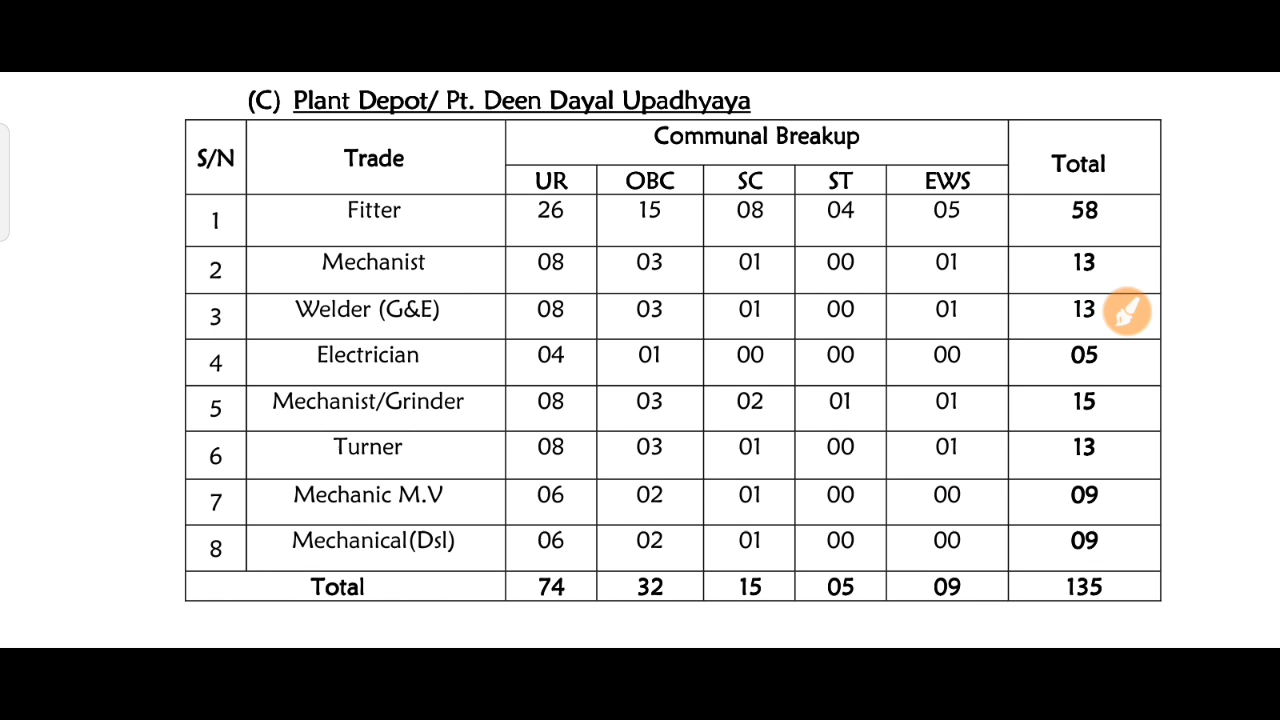 (C) Plant Depot/ Pt. Deen Dayal Upadhyaya
S/N Trade Communal Breakup Total
UR OBC SC ST EWS
1 Fitter 26 15 08 04 05 58
2 Mechanist 08 03 01 00 01 13
3 Welder (G&E) 08 03 01 00 01 13
4 Electrician 04 01 00 00 00 05
5 Mechanist/Grinder 08 03 02 01 01 15
6 Turner 08 03 01 00 01 13
7 Mechanic M.V 06 02 01 00 00 09
8 Mechanical(Dsl) 06 02 01 00 00 09
Total 74 32 15 05 09 135